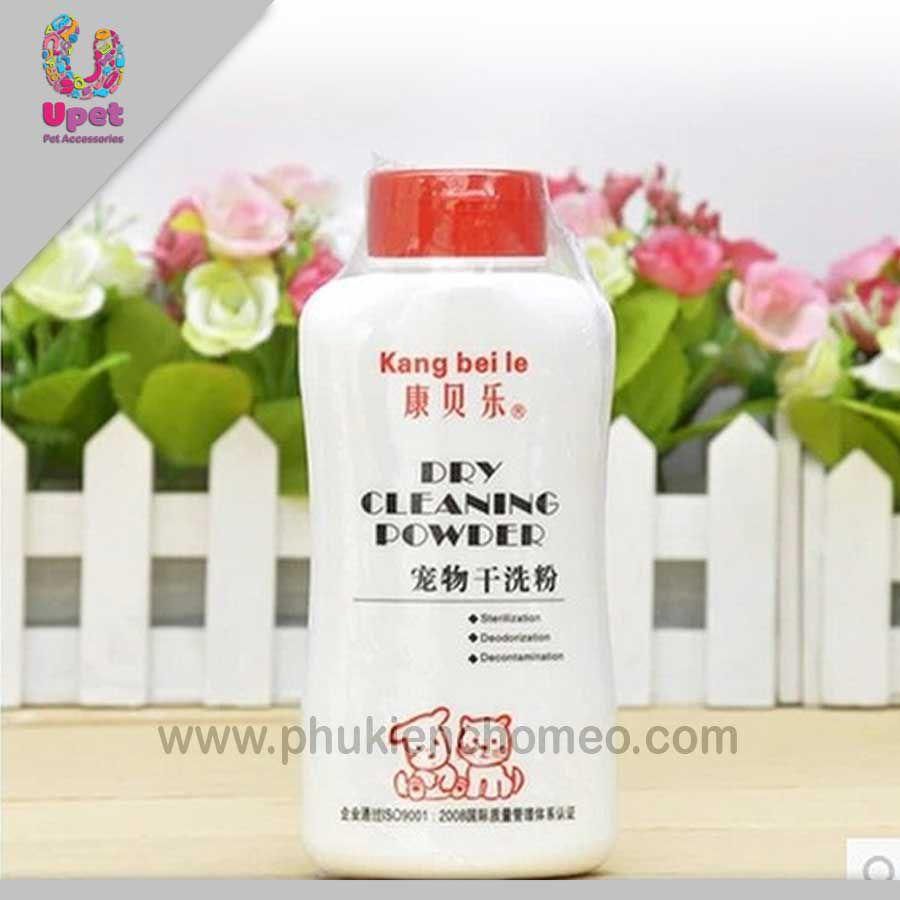 Upet
Pet Accessories
Kang bei le
康贝乐®
DRY
CLEANING
POWDER
宠物干洗粉
Sterilization
Deodorization
Decontamination
www.phukienchomeo.com
企业通过ISO9001：2008国际质量管理体系认证